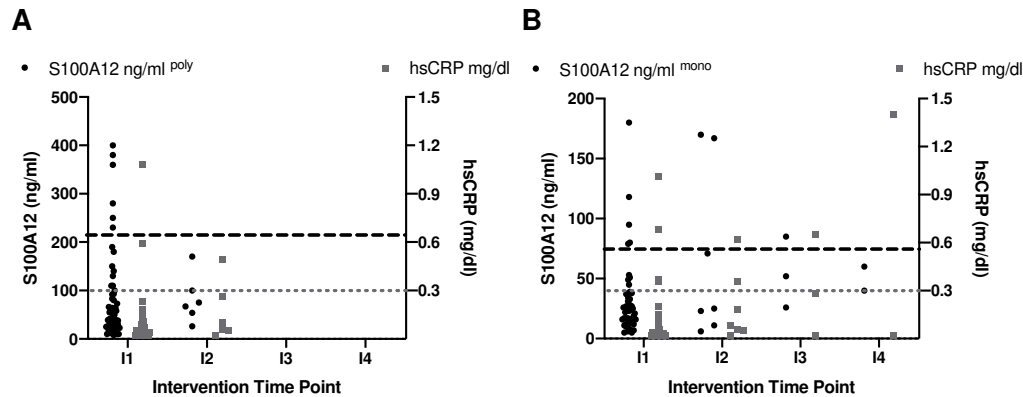 A
S100A12 ng/ml poly
hsCRP mg/dl
500
400
300
200
100
0
S100A12 (ng/ml)
1.5
1.2
0.9
0.6
0.3
hsCRP (mg/dl)
I1 I2 I3 I4
Intervention Time Point
B
S100A12 ng/ml mono
hsCRP mg/dl
200
150
100
50
0
S100A12 (ng/ml)
1.5
1.2
0.9
0.6
0.3
hsCRP (mg/dl)
I1 I2 I3 I4
Intervention Time Point